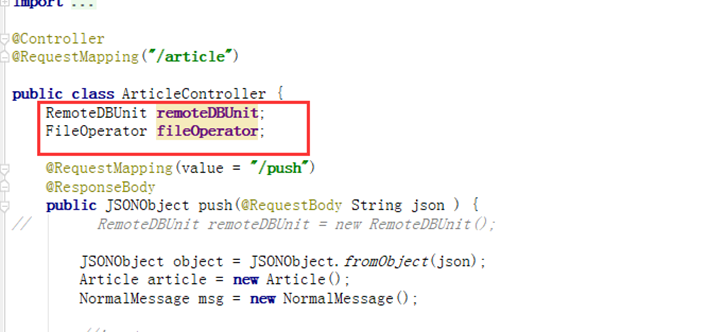 import ...
@Controller
@RequestMapping("/article")
public class ArticleController {
RemoteDBUnit remoteDBUnit;
FileOperator fileOperator;
@RequestMapping(value = "/push")
@ResponseBody
public JSONObject push(@RequestBody String json ) {
// RemoteDBUnit remoteDBUnit = new RemoteDBUnit();
JSONObject object = JSONObject.fromObject(json);
Article article = new Article();
NormalMessage msg = new NormalMessage();